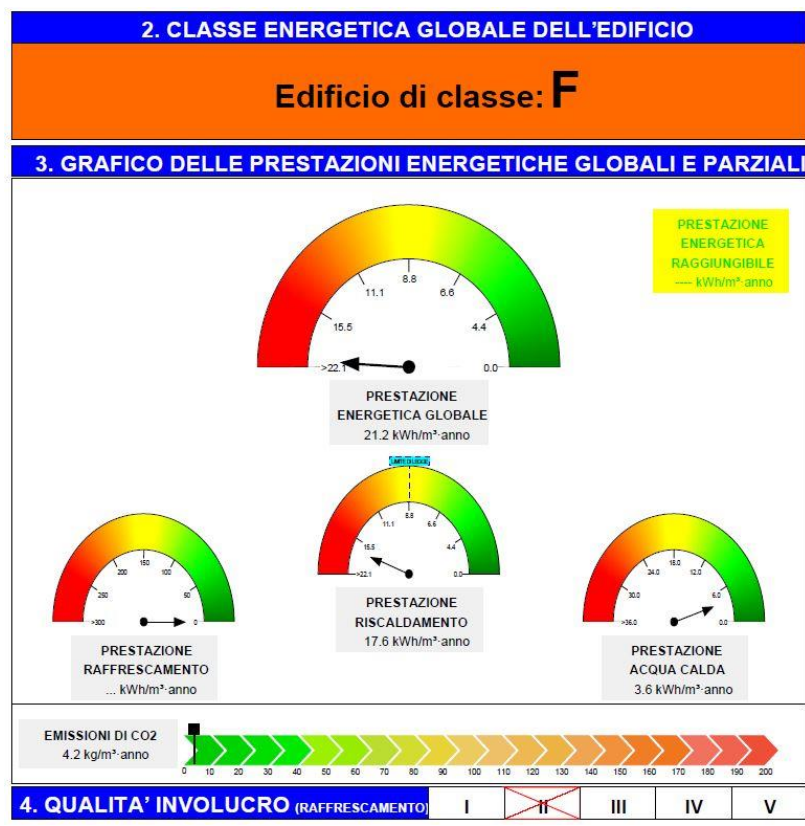 2. CLASSE ENERGETICA GLOBALE DELL'EDIFICIO
Edificio di classe: F
3. GRAFICO DELLE PRESTAZIONI ENERGETICHE GLOBALI E PARZIALI
PRESTAZIONE
ENERGETICA
RAGGIUNGIBILE
---- kWh/m³·anno
>22.1 15.5 11.1 8.8 6.6 4.4 0.0
PRESTAZIONE
ENERGETICA GLOBALE
21.2 kWh/m³·anno
LIMITE DI LEGGE
>22.1 15.5 11.1 8.8 6.6 4.4 0.0
PRESTAZIONE
RISCALDAMENTO
17.6 kWh/m³·anno
>300 250 200 150 100 50 0
PRESTAZIONE
RAFFRESCAMENTO
... kWh/m³·anno
>36.0 30.0 24.0 18.0 12.0 6.0 0.0
PRESTAZIONE
ACQUA CALDA
3.6 kWh/m³·anno
EMISSIONI DI CO2
4.2 kg/m³·anno
0 10 20 30 40 50 60 70 80 90 100 110 120 130 140 150 160 170 180 190 200
4. QUALITA' INVOLUCRO (RAFFRESCAMENTO) I II III IV V